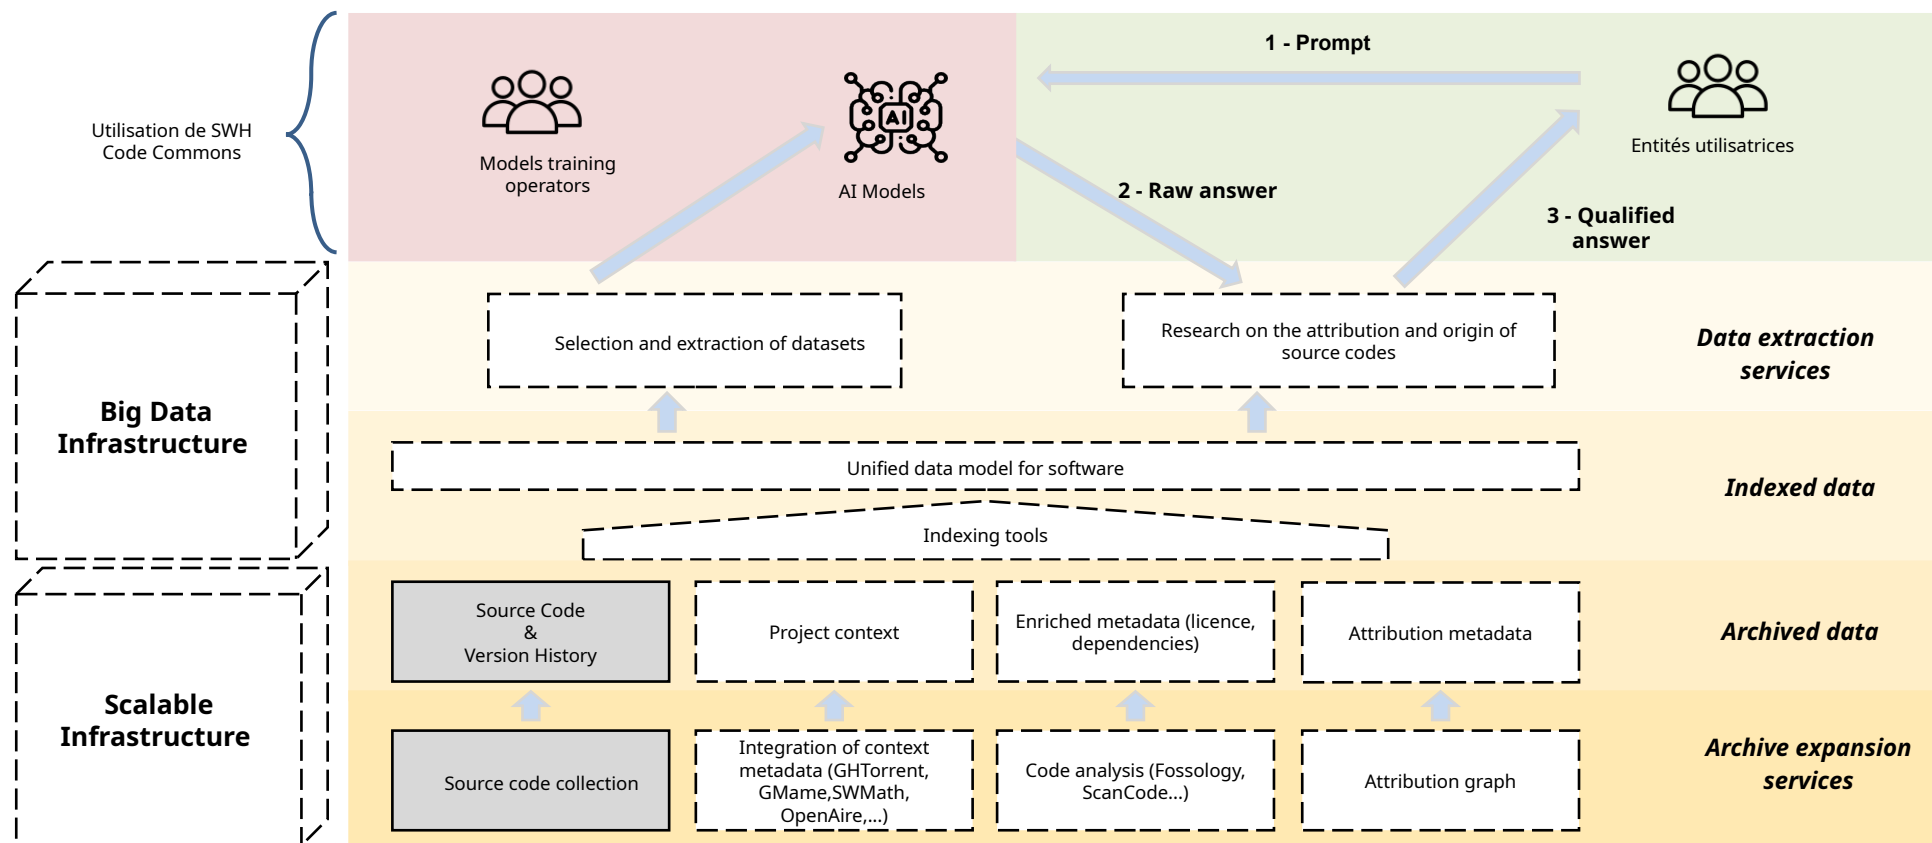 1 - Prompt
Utilisation de SWH
Code Commons
Models training
operators
AI
AI Models
Entités utilisatrices
2 - Raw answer
3 - Qualified
answer
Big Data
Infrastructure
Selection and extraction of datasets
Research on the attribution and origin of
source codes
Data extraction
services
Unified data model for software
Indexed data
Indexing tools
Scalable
Infrastructure
Source Code
&
Version History
Project context
Enriched metadata (licence,
dependencies)
Attribution metadata
Archived data
Source code collection
Integration of context
metadata (GHTorrent,
GMame,SWMath,
OpenAire,...)
Code analysis (Fossology,
ScanCode...)
Attribution graph
Archive expansion
services